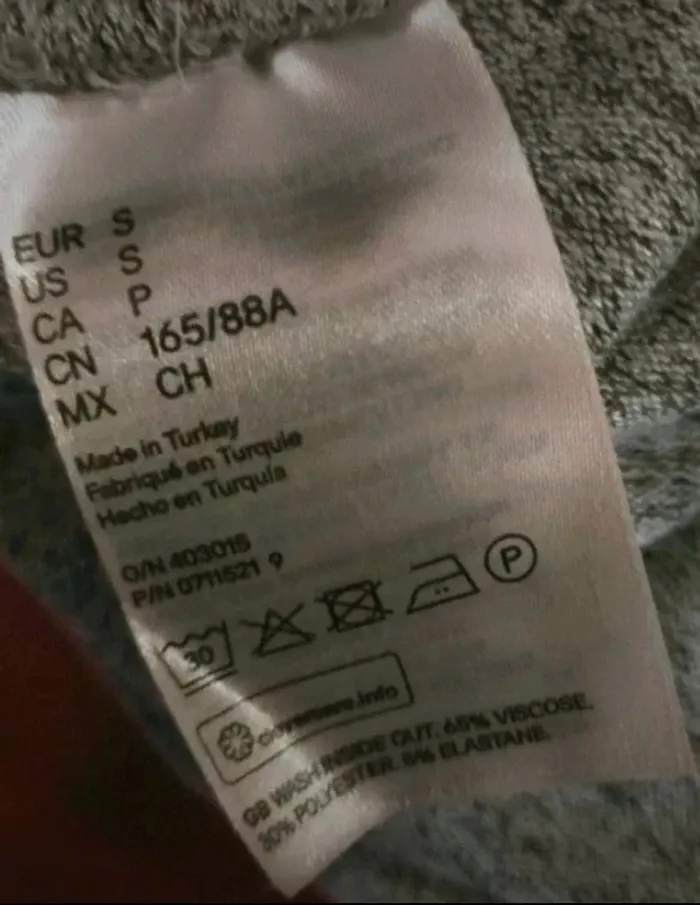 EUR S
US S
CA P
CN 165/88A
MX CH
Made in Turkey
Fabriqué en Turquie
Hecho en Turquía
O/N 403015
P/N 0711521 9
30
P
clevercare.info
GB WASH INSIDE OUT. 65% VISCOSE.
30% POLYESTER. 5% ELASTANE.